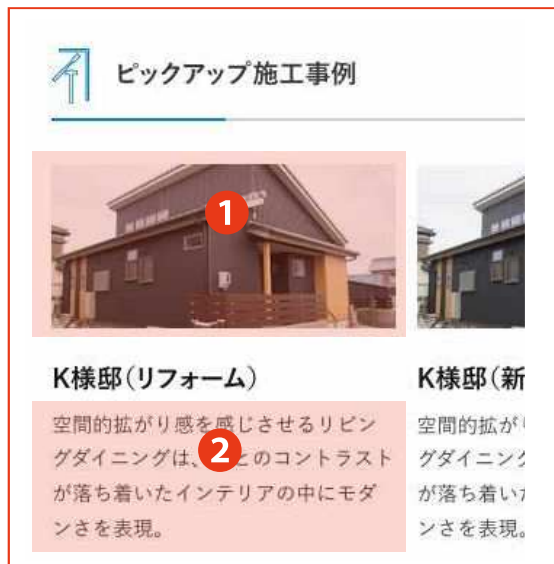 ピックアップ施工事例
1
K様邸（リフォーム）
K様邸（新
空間的拡がり感を感じさせるリビン
グダイニングは、 とのコントラスト
が落ち着いたインテリアの中にモダ
ンさを表現。
2
空間的拡が
グダイニング
が落ち着いた
ンさを表現。